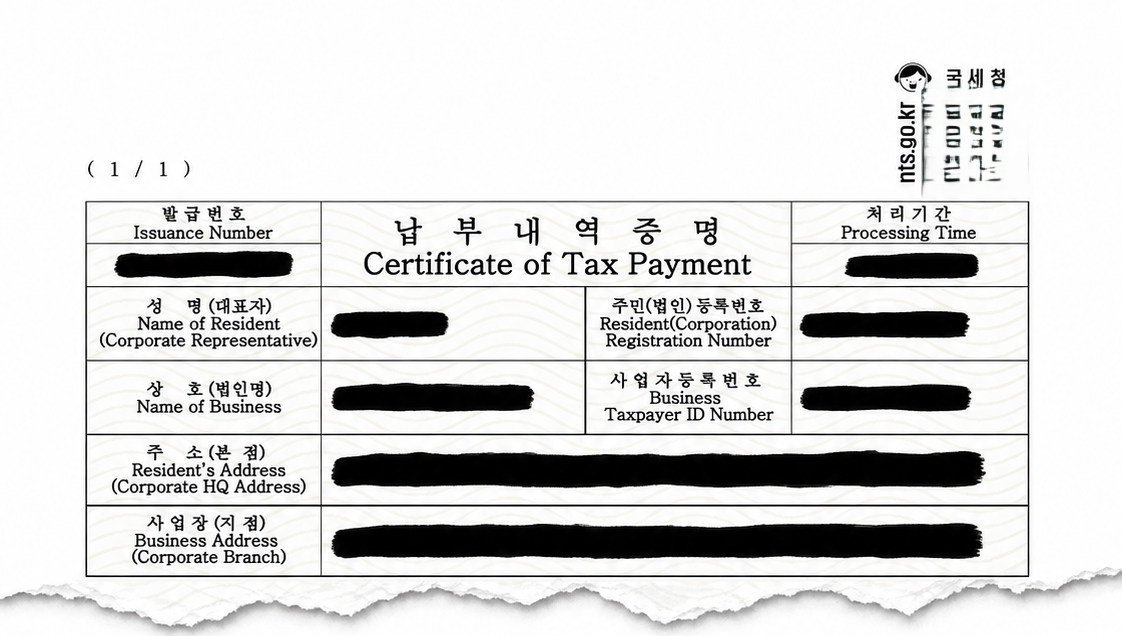 국세청
nts.go.kr
( 1 / 1 )
발급번호
Issuance Number
납부내역증명
Certificate of Tax Payment
처리기간
Processing Time
성 명(대표자)
Name of Resident
(Corporate Representative)
주민(법인)등록번호
Resident(Corporation)
Registration Number
상 호(법인명)
Name of Business
사업자등록번호
Business
Taxpayer ID Number
주 소(본 점)
Resident's Address
(Corporate HQ Address)
사업장(지 점)
Business Address
(Corporate Branch)